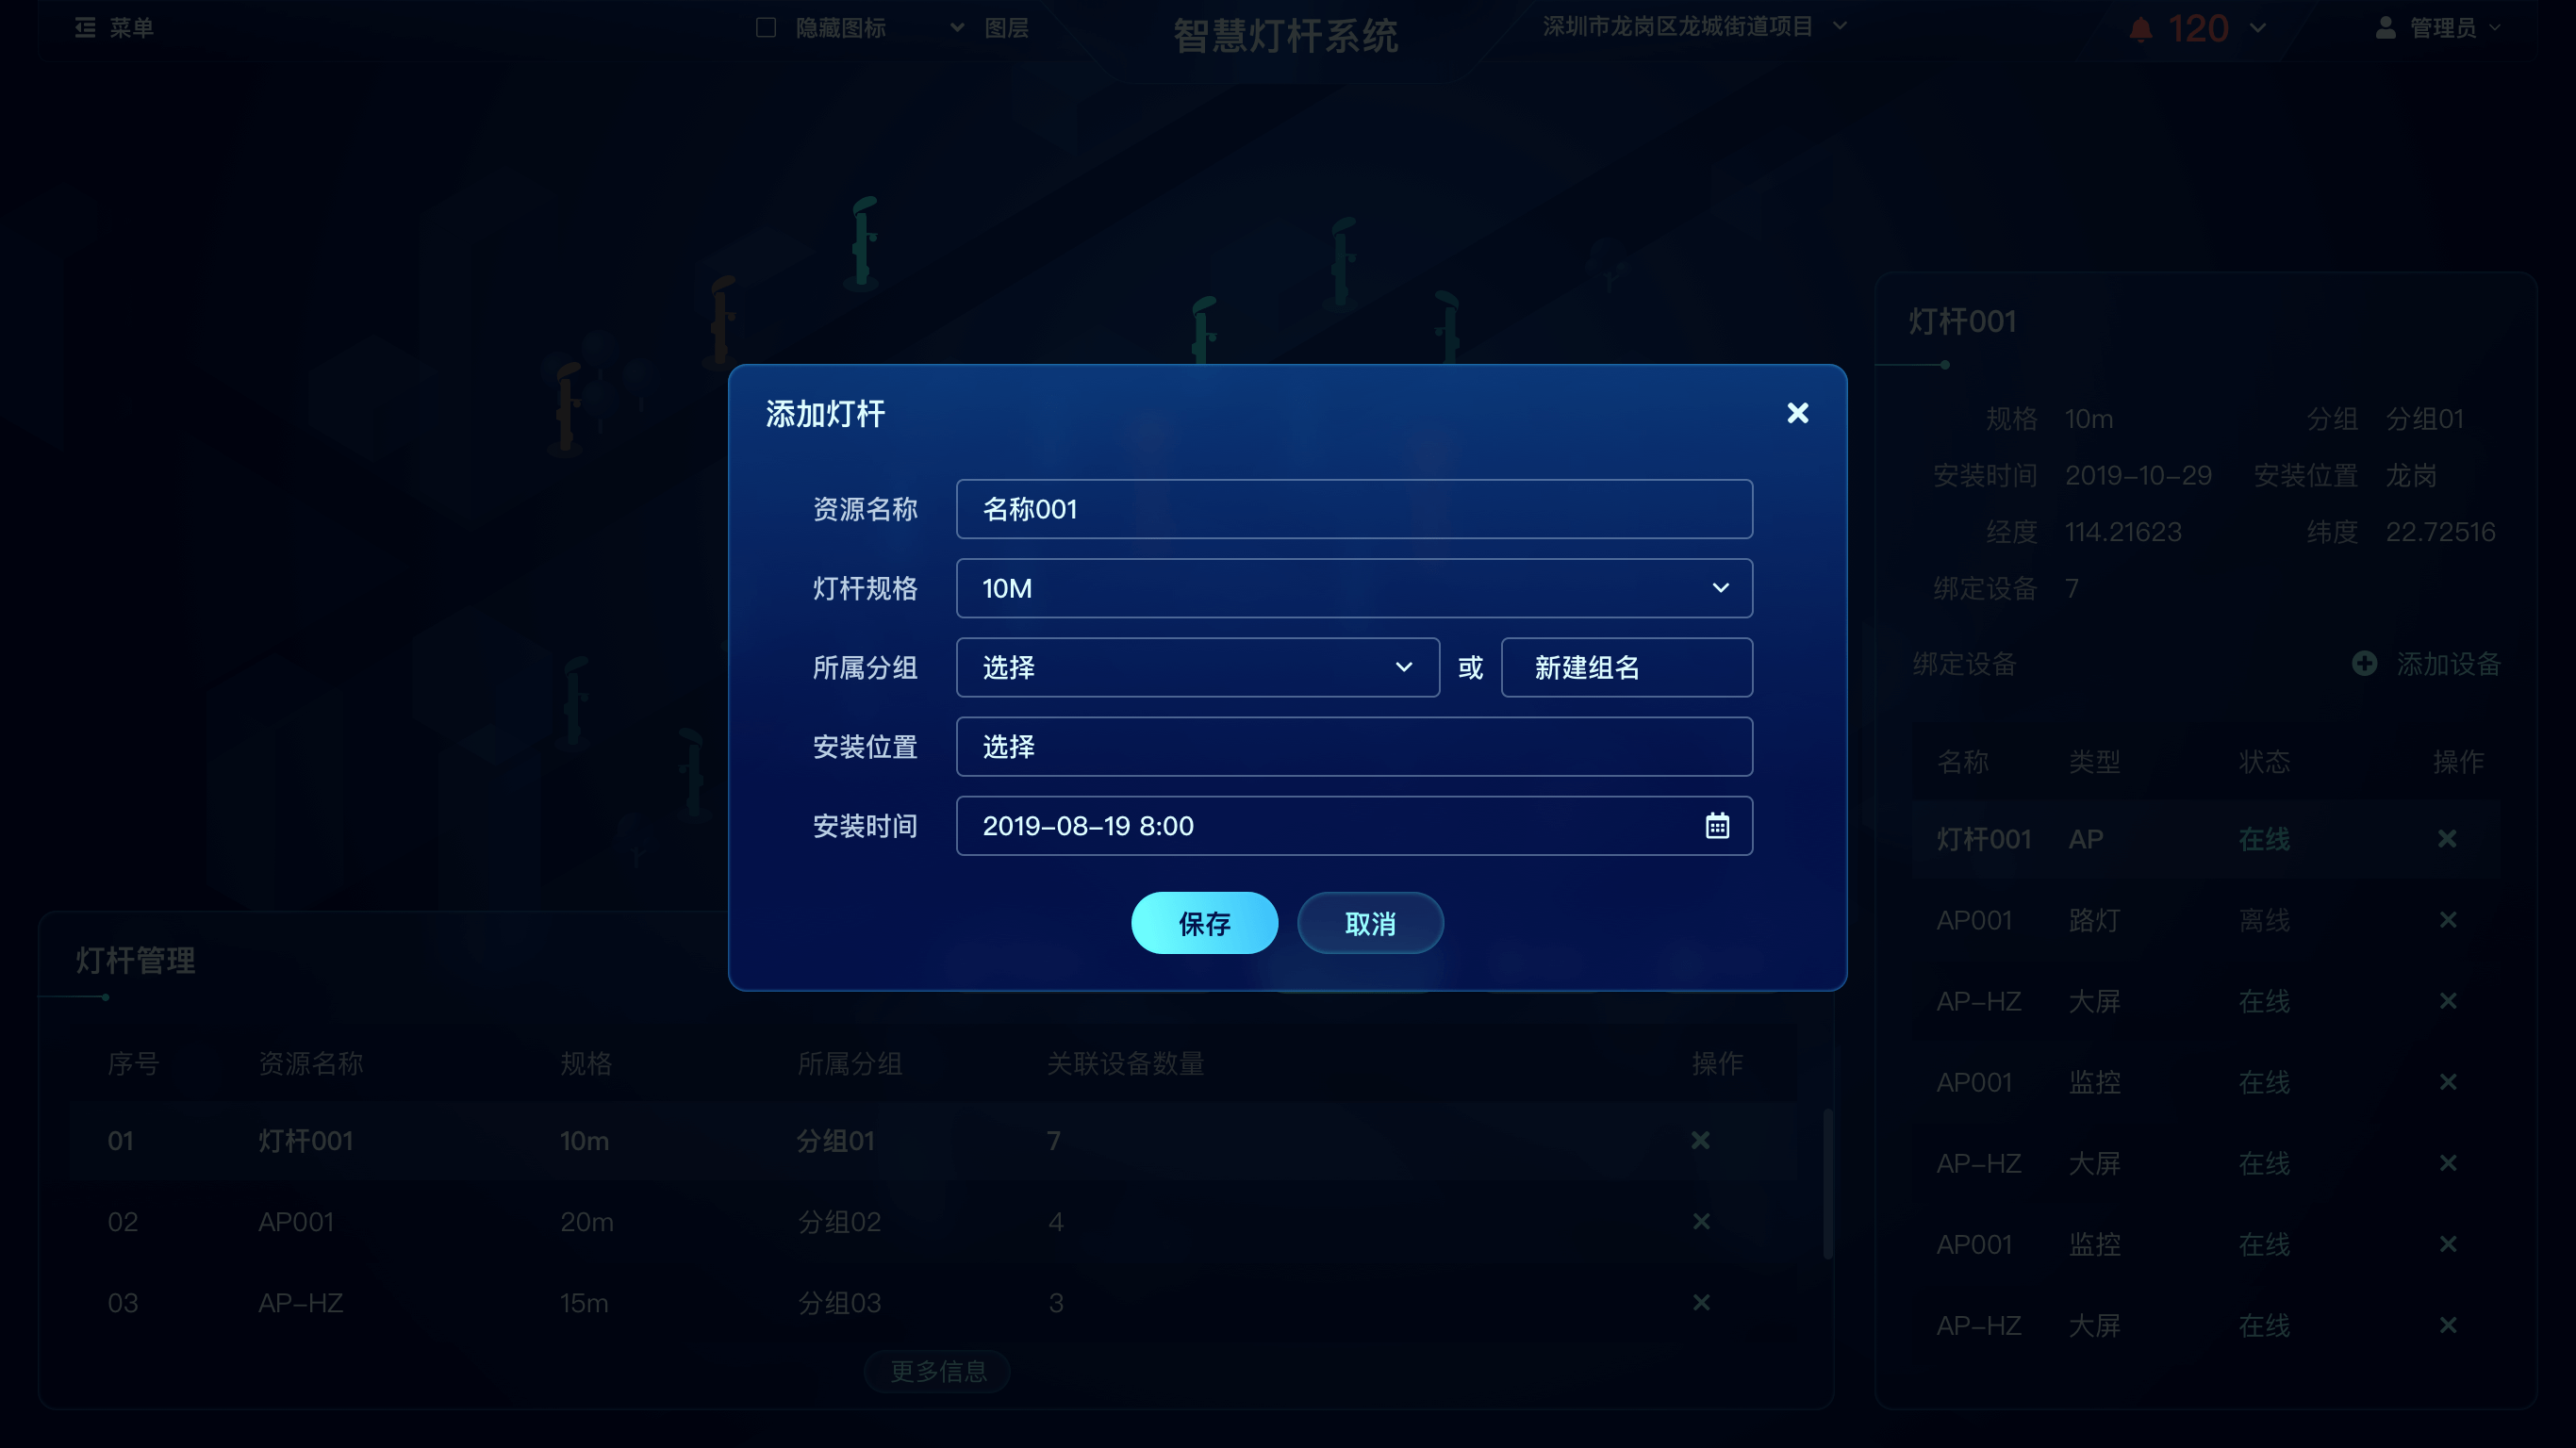 菜单
隐藏图标
图层
智慧灯杆系统
深圳市龙岗区龙城街道项目
120
管理员
添加灯杆
资源名称 名称001
灯杆规格 10M
所属分组 选择 或 新建组名
安装位置 选择
安装时间 2019-08-19 8:00
保存 取消
灯杆001
规格 10m 分组 分组01
安装时间 2019-10-29 安装位置 龙岗
经度 114.21623 纬度 22.72516
绑定设备 7
绑定设备 添加设备
名称 类型 状态 操作
灯杆001 AP 在线
AP001 路灯 离线
AP-HZ 大屏 在线
AP001 监控 在线
AP-HZ 大屏 在线
AP001 监控 在线
AP-HZ 大屏 在线
灯杆管理
序号 资源名称 规格 所属分组 关联设备数量 操作
01 灯杆001 10m 分组01 7
02 AP001 20m 分组02 4
03 AP-HZ 15m 分组03 3
更多信息